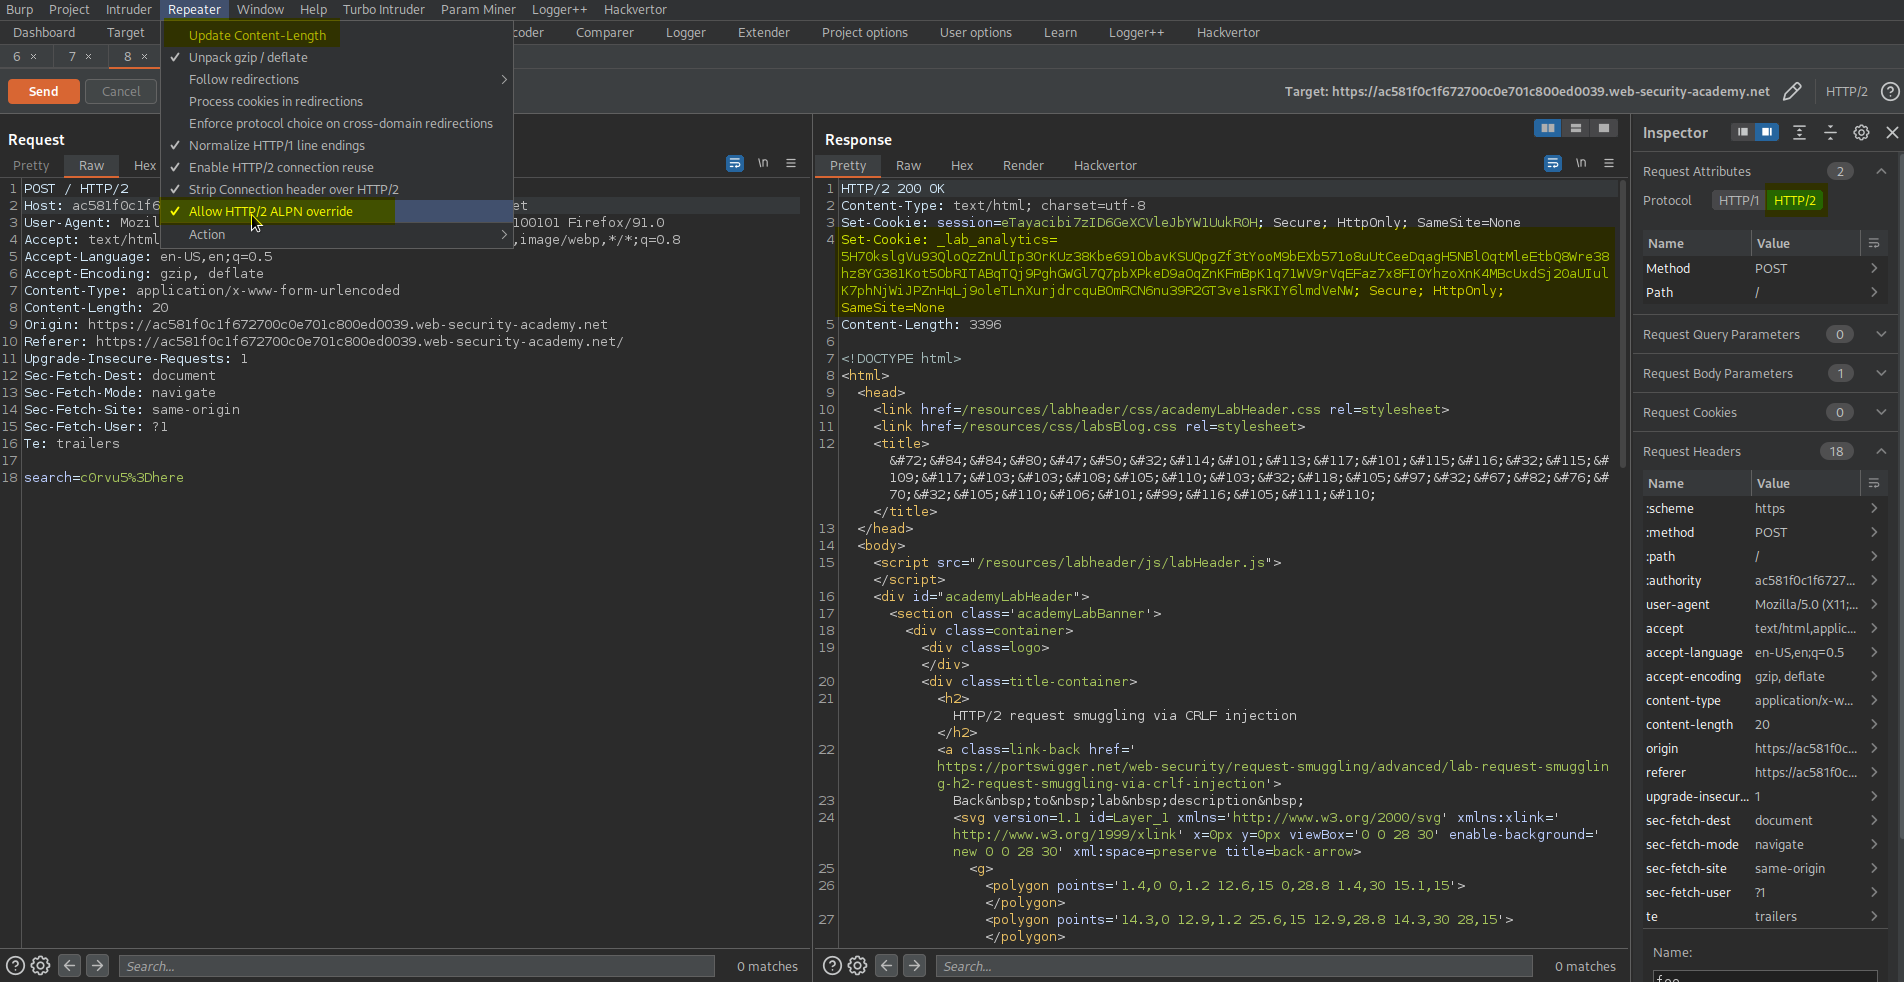 Burp Project Intruder Repeater Window Help Turbo Intruder Param Miner Logger++ Hackvertor
Dashboard Target coder Comparer Logger Extender Project options User options Learn Logger++ Hackvertor
6 × 7 × 8 ×
Update Content-Length
✓ Unpack gzip / deflate
Follow redirections >
Process cookies in redirections
Enforce protocol choice on cross-domain redirections
✓ Normalize HTTP/1 line endings
✓ Enable HTTP/2 connection reuse
✓ Strip Connection header over HTTP/2
✓ Allow HTTP/2 ALPN override
Action >
Send Cancel
Target: https://ac581f0c1f672700c0e701c800ed0039.web-security-academy.net HTTP/2 ?
Request
Pretty Raw Hex \n
1 POST / HTTP/2
2 Host: ac581f0c1f6 et
3 User-Agent: Mozil 100101 Firefox/91.0
4 Accept: text/html ,image/webp,*/*;q=0.8
5 Accept-Language: en-US,en;q=0.5
6 Accept-Encoding: gzip, deflate
7 Content-Type: application/x-www-form-urlencoded
8 Content-Length: 20
9 Origin: https://ac581f0c1f672700c0e701c800ed0039.web-security-academy.net
10 Referer: https://ac581f0c1f672700c0e701c800ed0039.web-security-academy.net/
11 Upgrade-Insecure-Requests: 1
12 Sec-Fetch-Dest: document
13 Sec-Fetch-Mode: navigate
14 Sec-Fetch-Site: same-origin
15 Sec-Fetch-User: ?1
16 Te: trailers
17
18 search=c0rvu5%3Dhere
? Search... 0 matches
Response
Pretty Raw Hex Render Hackvertor \n
1 HTTP/2 200 OK
2 Content-Type: text/html; charset=utf-8
3 Set-Cookie: session=eTayacibi7zID6GeXCVleJbYW1UukR0H; Secure; HttpOnly; SameSite=None
4 Set-Cookie: _lab_analytics=
SameSite=None
5 Content-Length: 3396
6
7 <!DOCTYPE html>
8 <html>
9 <head>
10 <link href=/resources/labheader/css/academyLabHeader.css rel=stylesheet>
11 <link href=/resources/css/labsBlog.css rel=stylesheet>
12 <title>
&#72;&#84;&#84;&#80;&#47;&#50;&#32;&#114;&#101;&#113;&#117;&#101;&#115;&#116;&#32;&#115;&#
109;&#117;&#103;&#103;&#108;&#105;&#110;&#103;&#32;&#118;&#105;&#97;&#32;&#67;&#82;&#76;&#
70;&#32;&#105;&#110;&#106;&#101;&#99;&#116;&#105;&#111;&#110;
</title>
13 </head>
14 <body>
15 <script src="/resources/labheader/js/labHeader.js">
</script>
16 <div id="academyLabHeader">
17 <section class='academyLabBanner'>
18 <div class=container>
19 <div class=logo>
</div>
20 <div class=title-container>
21 <h2>
HTTP/2 request smuggling via CRLF injection
</h2>
22 <a class=link-back href='
https://portswigger.net/web-security/request-smuggling/advanced/lab-request-smugglin
g-h2-request-smuggling-via-crlf-injection'>
23 Back&nbsp;to&nbsp;lab&nbsp;description&nbsp;
24 <svg version=1.1 id=Layer_1 xmlns='http://www.w3.org/2000/svg' xmlns:xlink='
http://www.w3.org/1999/xlink' x=0px y=0px viewBox='0 0 28 30' enable-background='
new 0 0 28 30' xml:space=preserve title=back-arrow>
25 <g>
26 <polygon points='1.4,0 0,1.2 12.6,15 0,28.8 1.4,30 15.1,15'>
</polygon>
27 <polygon points='14.3,0 12.9,1.2 25.6,15 12.9,28.8 14.3,30 28,15'>
</polygon>
? Search... 0 matches
Inspector
Request Attributes 2
Protocol HTTP/1 HTTP/2
Name Value
Method POST
Path /
Request Query Parameters 0
Request Body Parameters 1
Request Cookies 0
Request Headers 18
Name Value
:scheme https
:method POST
:path /
:authority ac581f0c1f6727...
user-agent Mozilla/5.0 (X11;...
accept text/html,applic...
accept-language en-US,en;q=0.5
accept-encoding gzip, deflate
content-type application/x-w...
content-length 20
origin https://ac581f0c...
referer https://ac581f0c...
upgrade-insecur... 1
sec-fetch-dest document
sec-fetch-mode navigate
sec-fetch-site same-origin
sec-fetch-user ?1
te trailers
Name:
foo